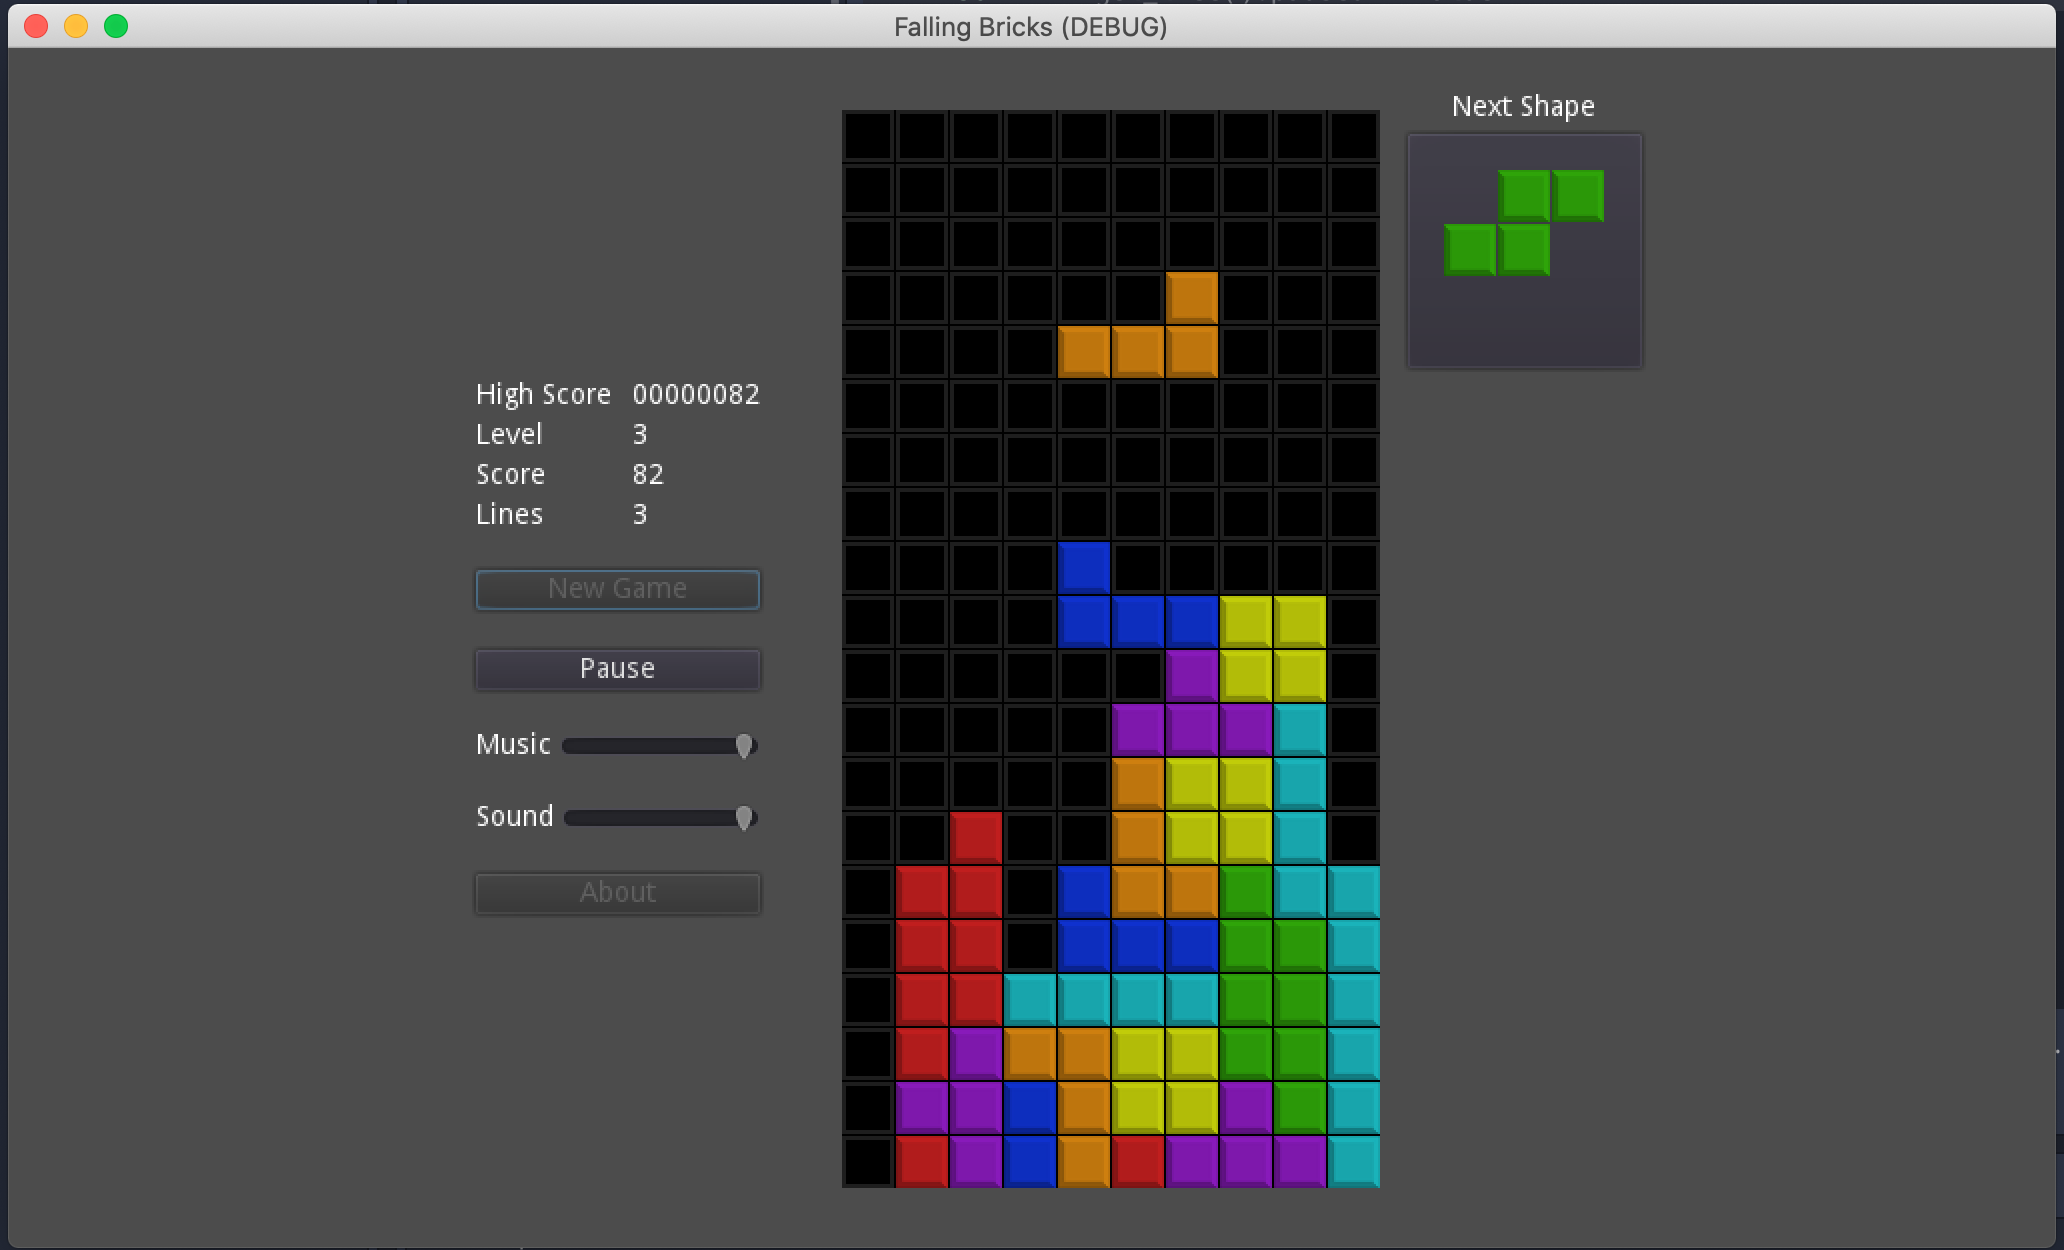 Falling Bricks (DEBUG)
Next Shape
High Score 00000082
Level 3
Score 82
Lines 3
New Game
Pause
Music
Sound
About